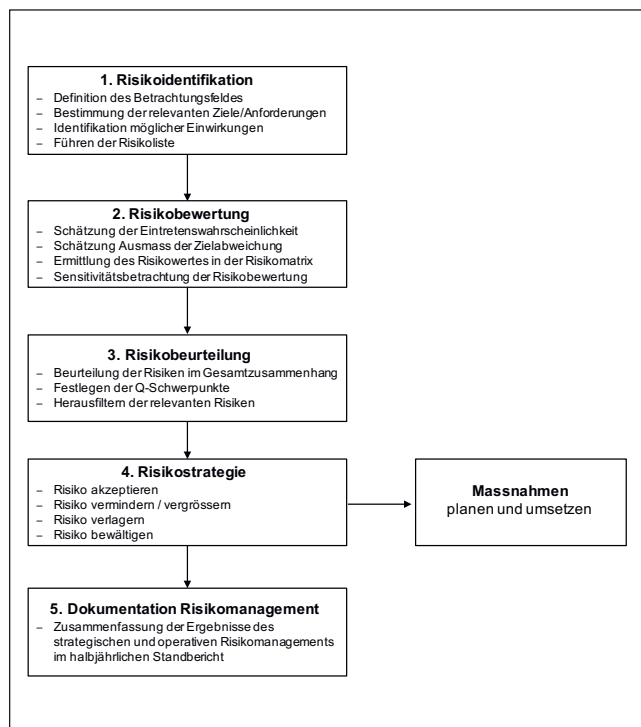 1. Risikoidentifikation
– Definition des Betrachtungsfeldes
– Bestimmung der relevanten Ziele/Anforderungen
– Identifikation möglicher Einwirkungen
– Führen der Risikoliste
2. Risikobewertung
– Schätzung der Eintretenswahrscheinlichkeit
– Schätzung Ausmass der Zielabweichung
– Ermittlung des Risikowertes in der Risikomatrix
– Sensitivitätsbetrachtung der Risikobewertung
3. Risikobeurteilung
– Beurteilung der Risiken im Gesamtzusammenhang
– Festlegen der Q-Schwerpunkte
– Herausfiltern der relevanten Risiken
4. Risikostrategie
– Risiko akzeptieren
– Risiko vermindern / vergrössern
– Risiko verlagern
– Risiko bewältigen
Massnahmen
planen und umsetzen
5. Dokumentation Risikomanagement
– Zusammenfassung der Ergebnisse des
strategischen und operativen Risikomanagements
im halbjährlichen Standbericht